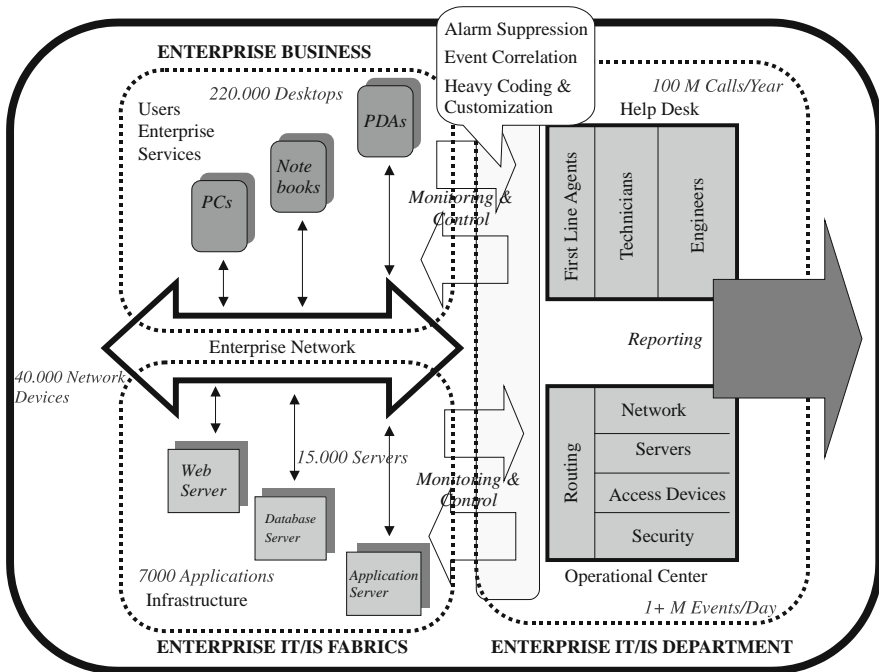 Alarm Suppression
Event Correlation
Heavy Coding &
Customization
ENTERPRISE BUSINESS
220.000 Desktops
Users
Enterprise
Services
PDAs
Note
books
PCs
Monitoring &
Control
100 M Calls/Year
Help Desk
First Line Agents
Technicians
Engineers
Enterprise Network
Reporting
40.000 Network
Devices
15.000 Servers
Web
Server
Database
Server
Application
Server
Monitoring &
Control
7000 Applications
Infrastructure
Routing
Network
Servers
Access Devices
Security
Operational Center
1+ M Events/Day
ENTERPRISE IT/IS FABRICS
ENTERPRISE IT/IS DEPARTMENT